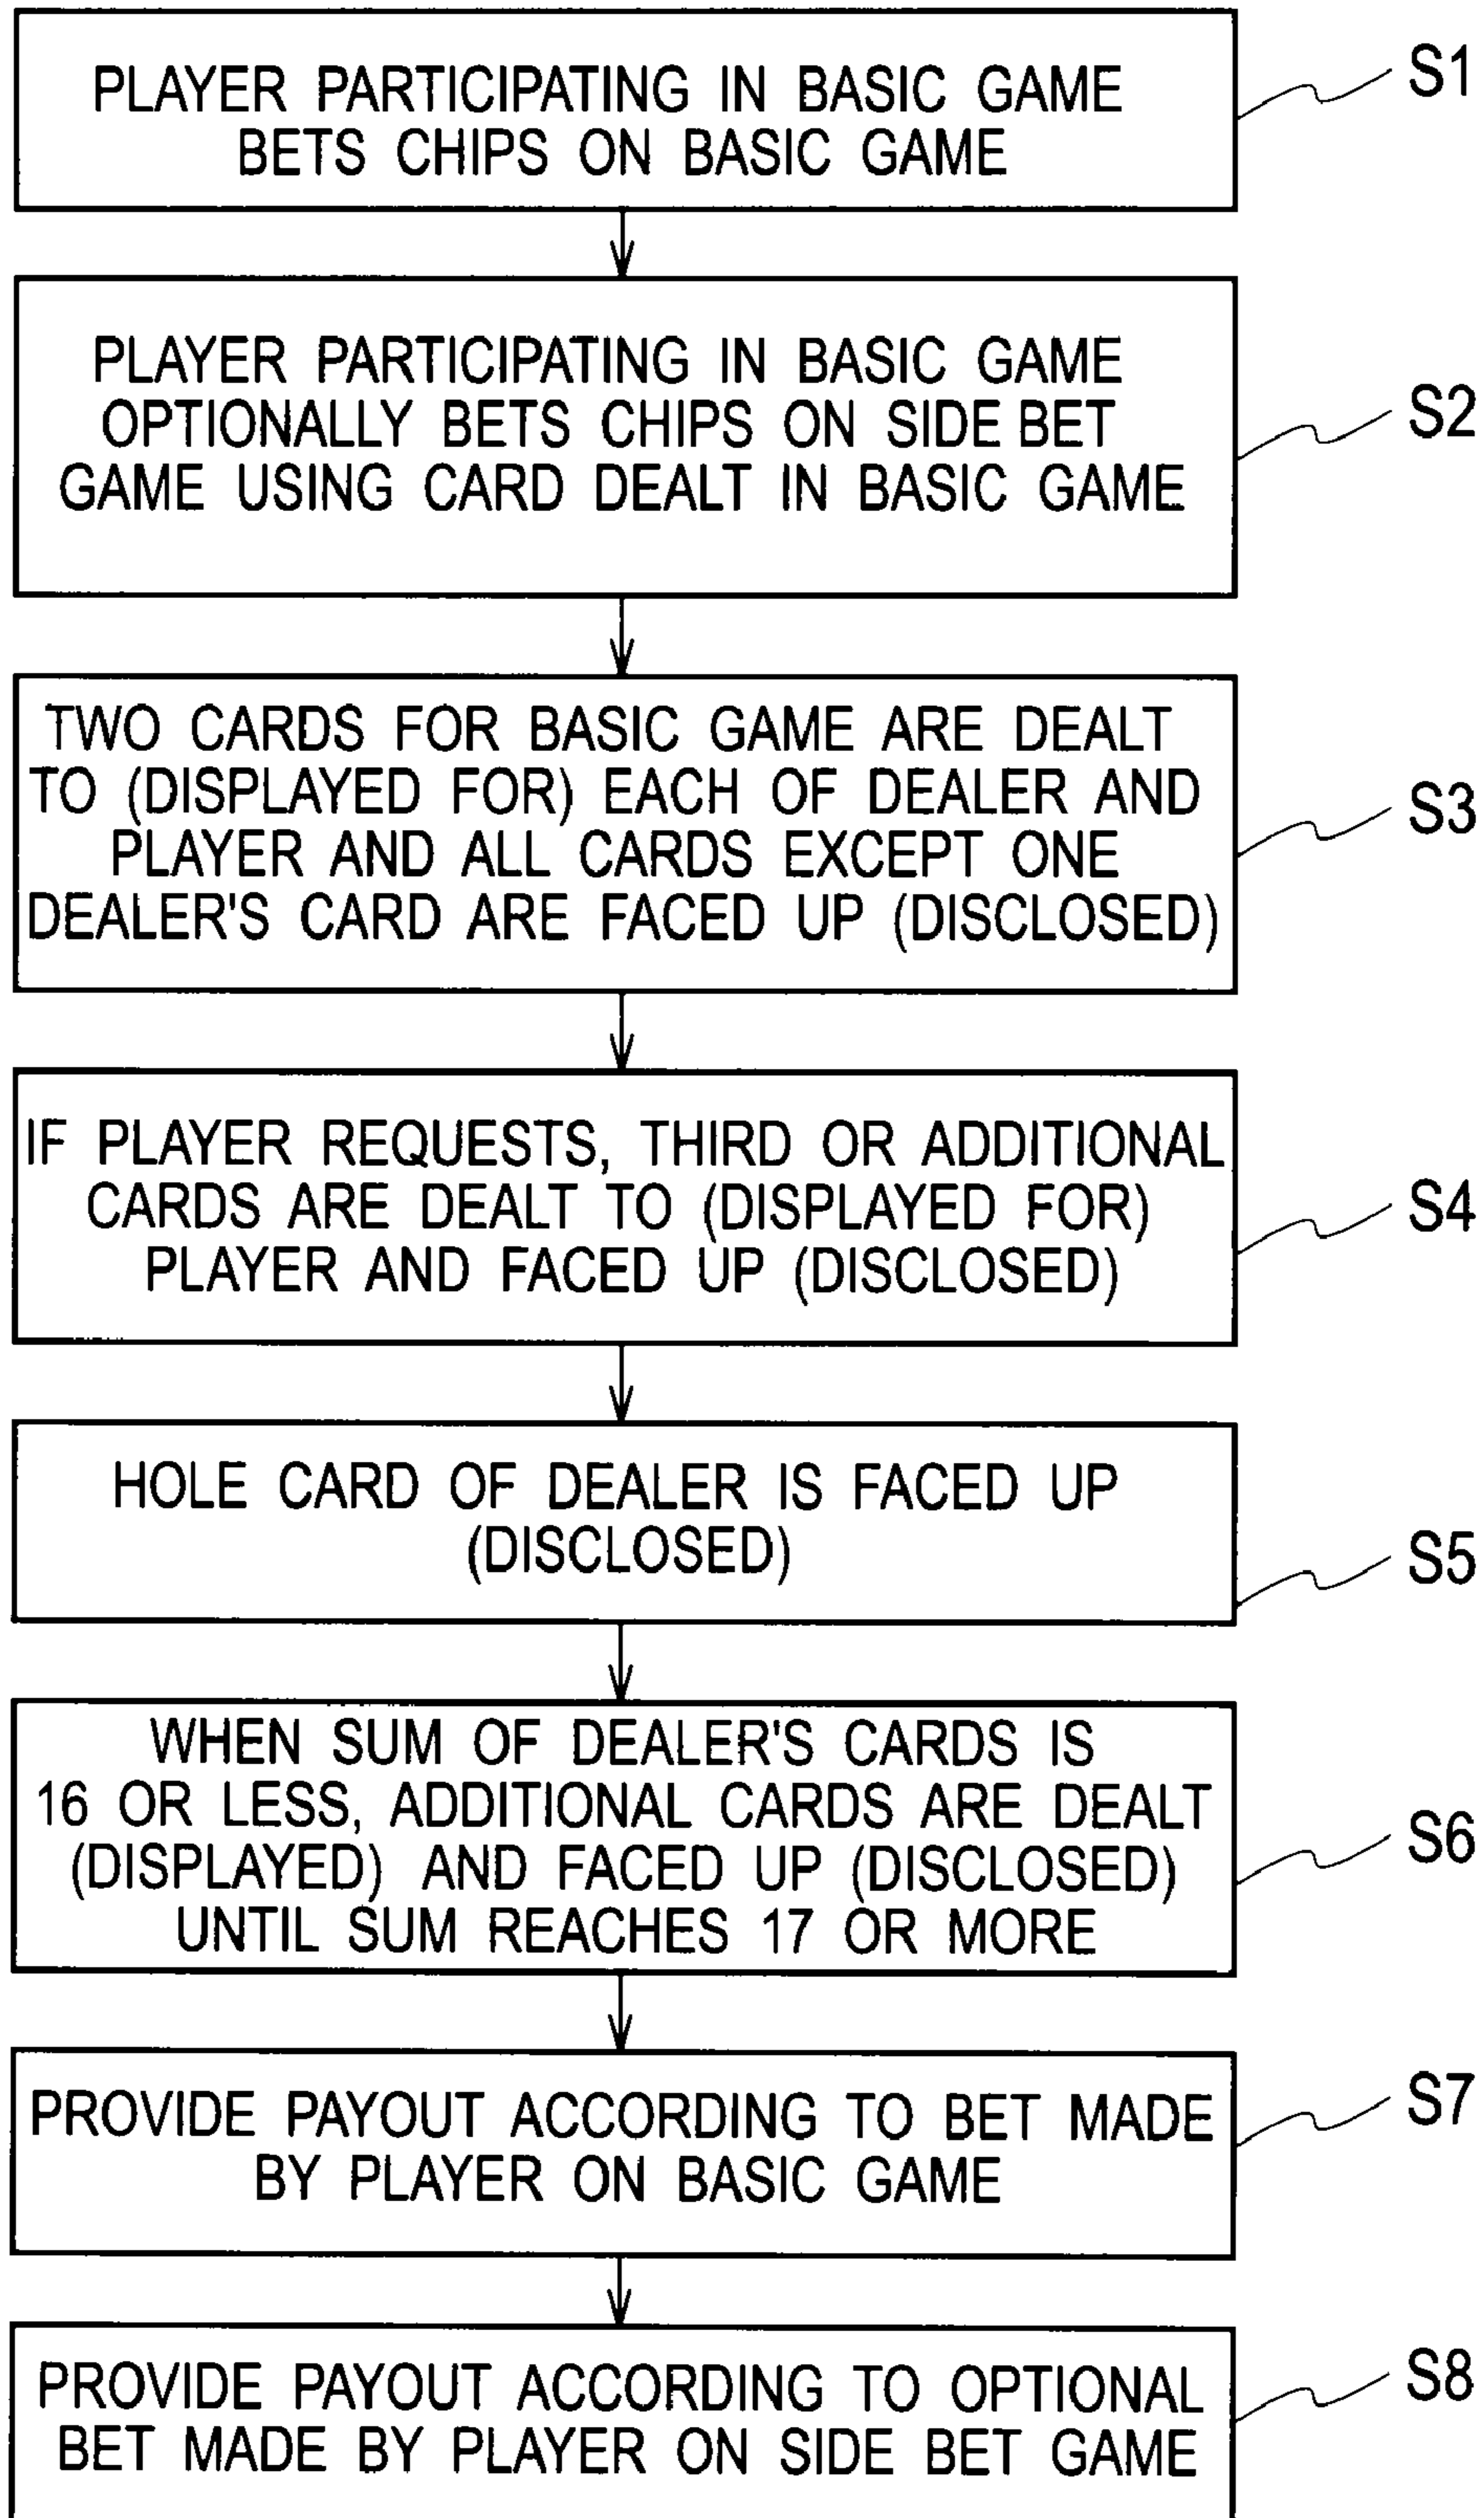 PLAYER PARTICIPATING IN BASIC GAME
BETS CHIPS ON BASIC GAME
S1
PLAYER PARTICIPATING IN BASIC GAME
OPTIONALLY BETS CHIPS ON SIDE BET
GAME USING CARD DEALT IN BASIC GAME
S2
TWO CARDS FOR BASIC GAME ARE DEALT
TO (DISPLAYED FOR) EACH OF DEALER AND
PLAYER AND ALL CARDS EXCEPT ONE
DEALER'S CARD ARE FACED UP (DISCLOSED)
S3
IF PLAYER REQUESTS, THIRD OR ADDITIONAL
CARDS ARE DEALT TO (DISPLAYED FOR)
PLAYER AND FACED UP (DISCLOSED)
S4
HOLE CARD OF DEALER IS FACED UP
(DISCLOSED)
S5
WHEN SUM OF DEALER'S CARDS IS
16 OR LESS, ADDITIONAL CARDS ARE DEALT
(DISPLAYED) AND FACED UP (DISCLOSED)
UNTIL SUM REACHES 17 OR MORE
S6
PROVIDE PAYOUT ACCORDING TO BET MADE
BY PLAYER ON BASIC GAME
S7
PROVIDE PAYOUT ACCORDING TO OPTIONAL
BET MADE BY PLAYER ON SIDE BET GAME
S8